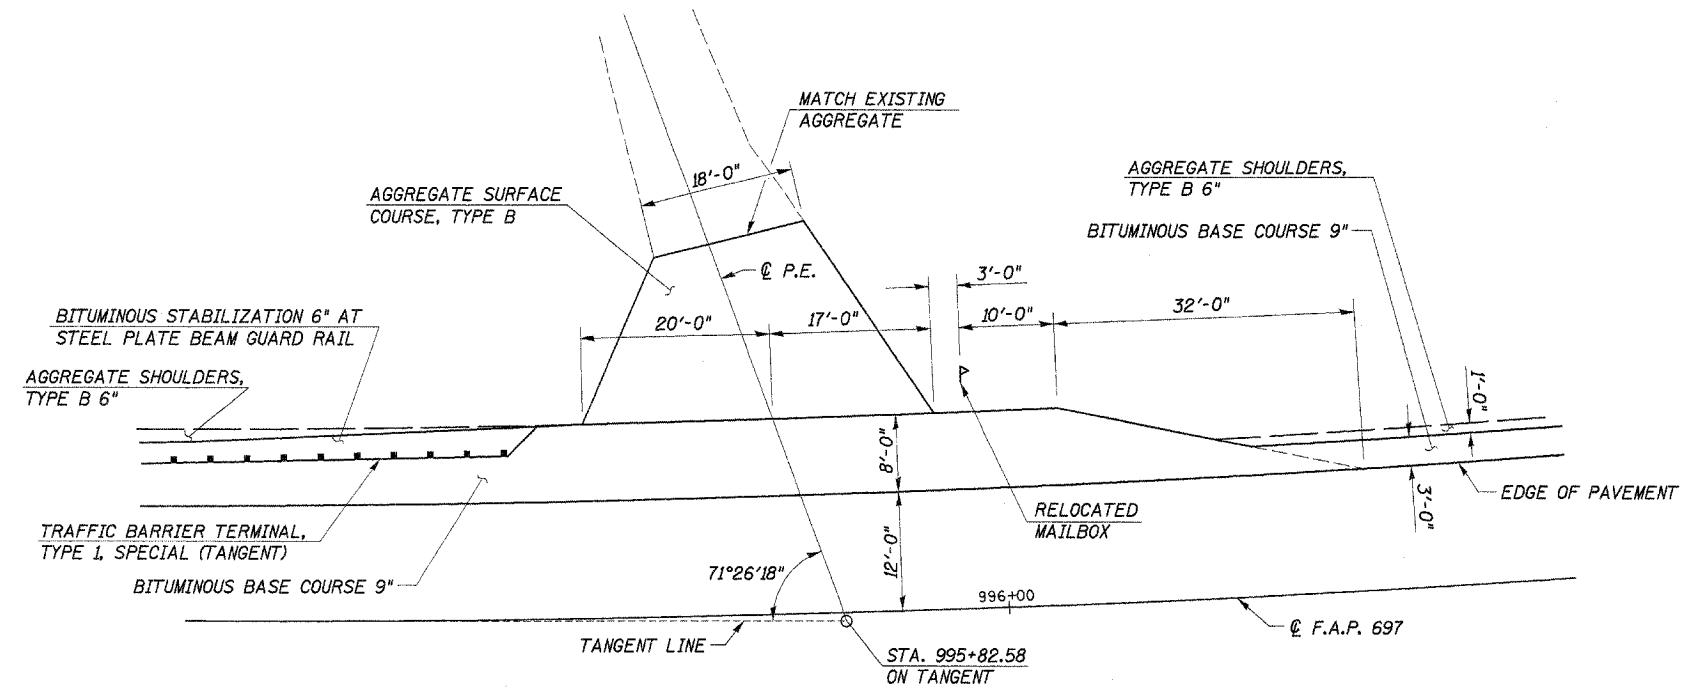 MATCH EXISTING
AGGREGATE
18'-0"
AGGREGATE SHOULDERS,
TYPE B 6"
AGGREGATE SURFACE
COURSE, TYPE B
BITUMINOUS BASE COURSE 9"
℄ P.E.
3'-0"
BITUMINOUS STABILIZATION 6" AT
STEEL PLATE BEAM GUARD RAIL
20'-0"
17'-0"
10'-0"
32'-0"
AGGREGATE SHOULDERS,
TYPE B 6"
1'-0"
8'-0"
3'-0"
EDGE OF PAVEMENT
RELOCATED
MAILBOX
TRAFFIC BARRIER TERMINAL,
TYPE 1, SPECIAL (TANGENT)
12'-0"
71°26'18"
BITUMINOUS BASE COURSE 9"
996+00
TANGENT LINE
℄ F.A.P. 697
STA. 995+82.58
ON TANGENT